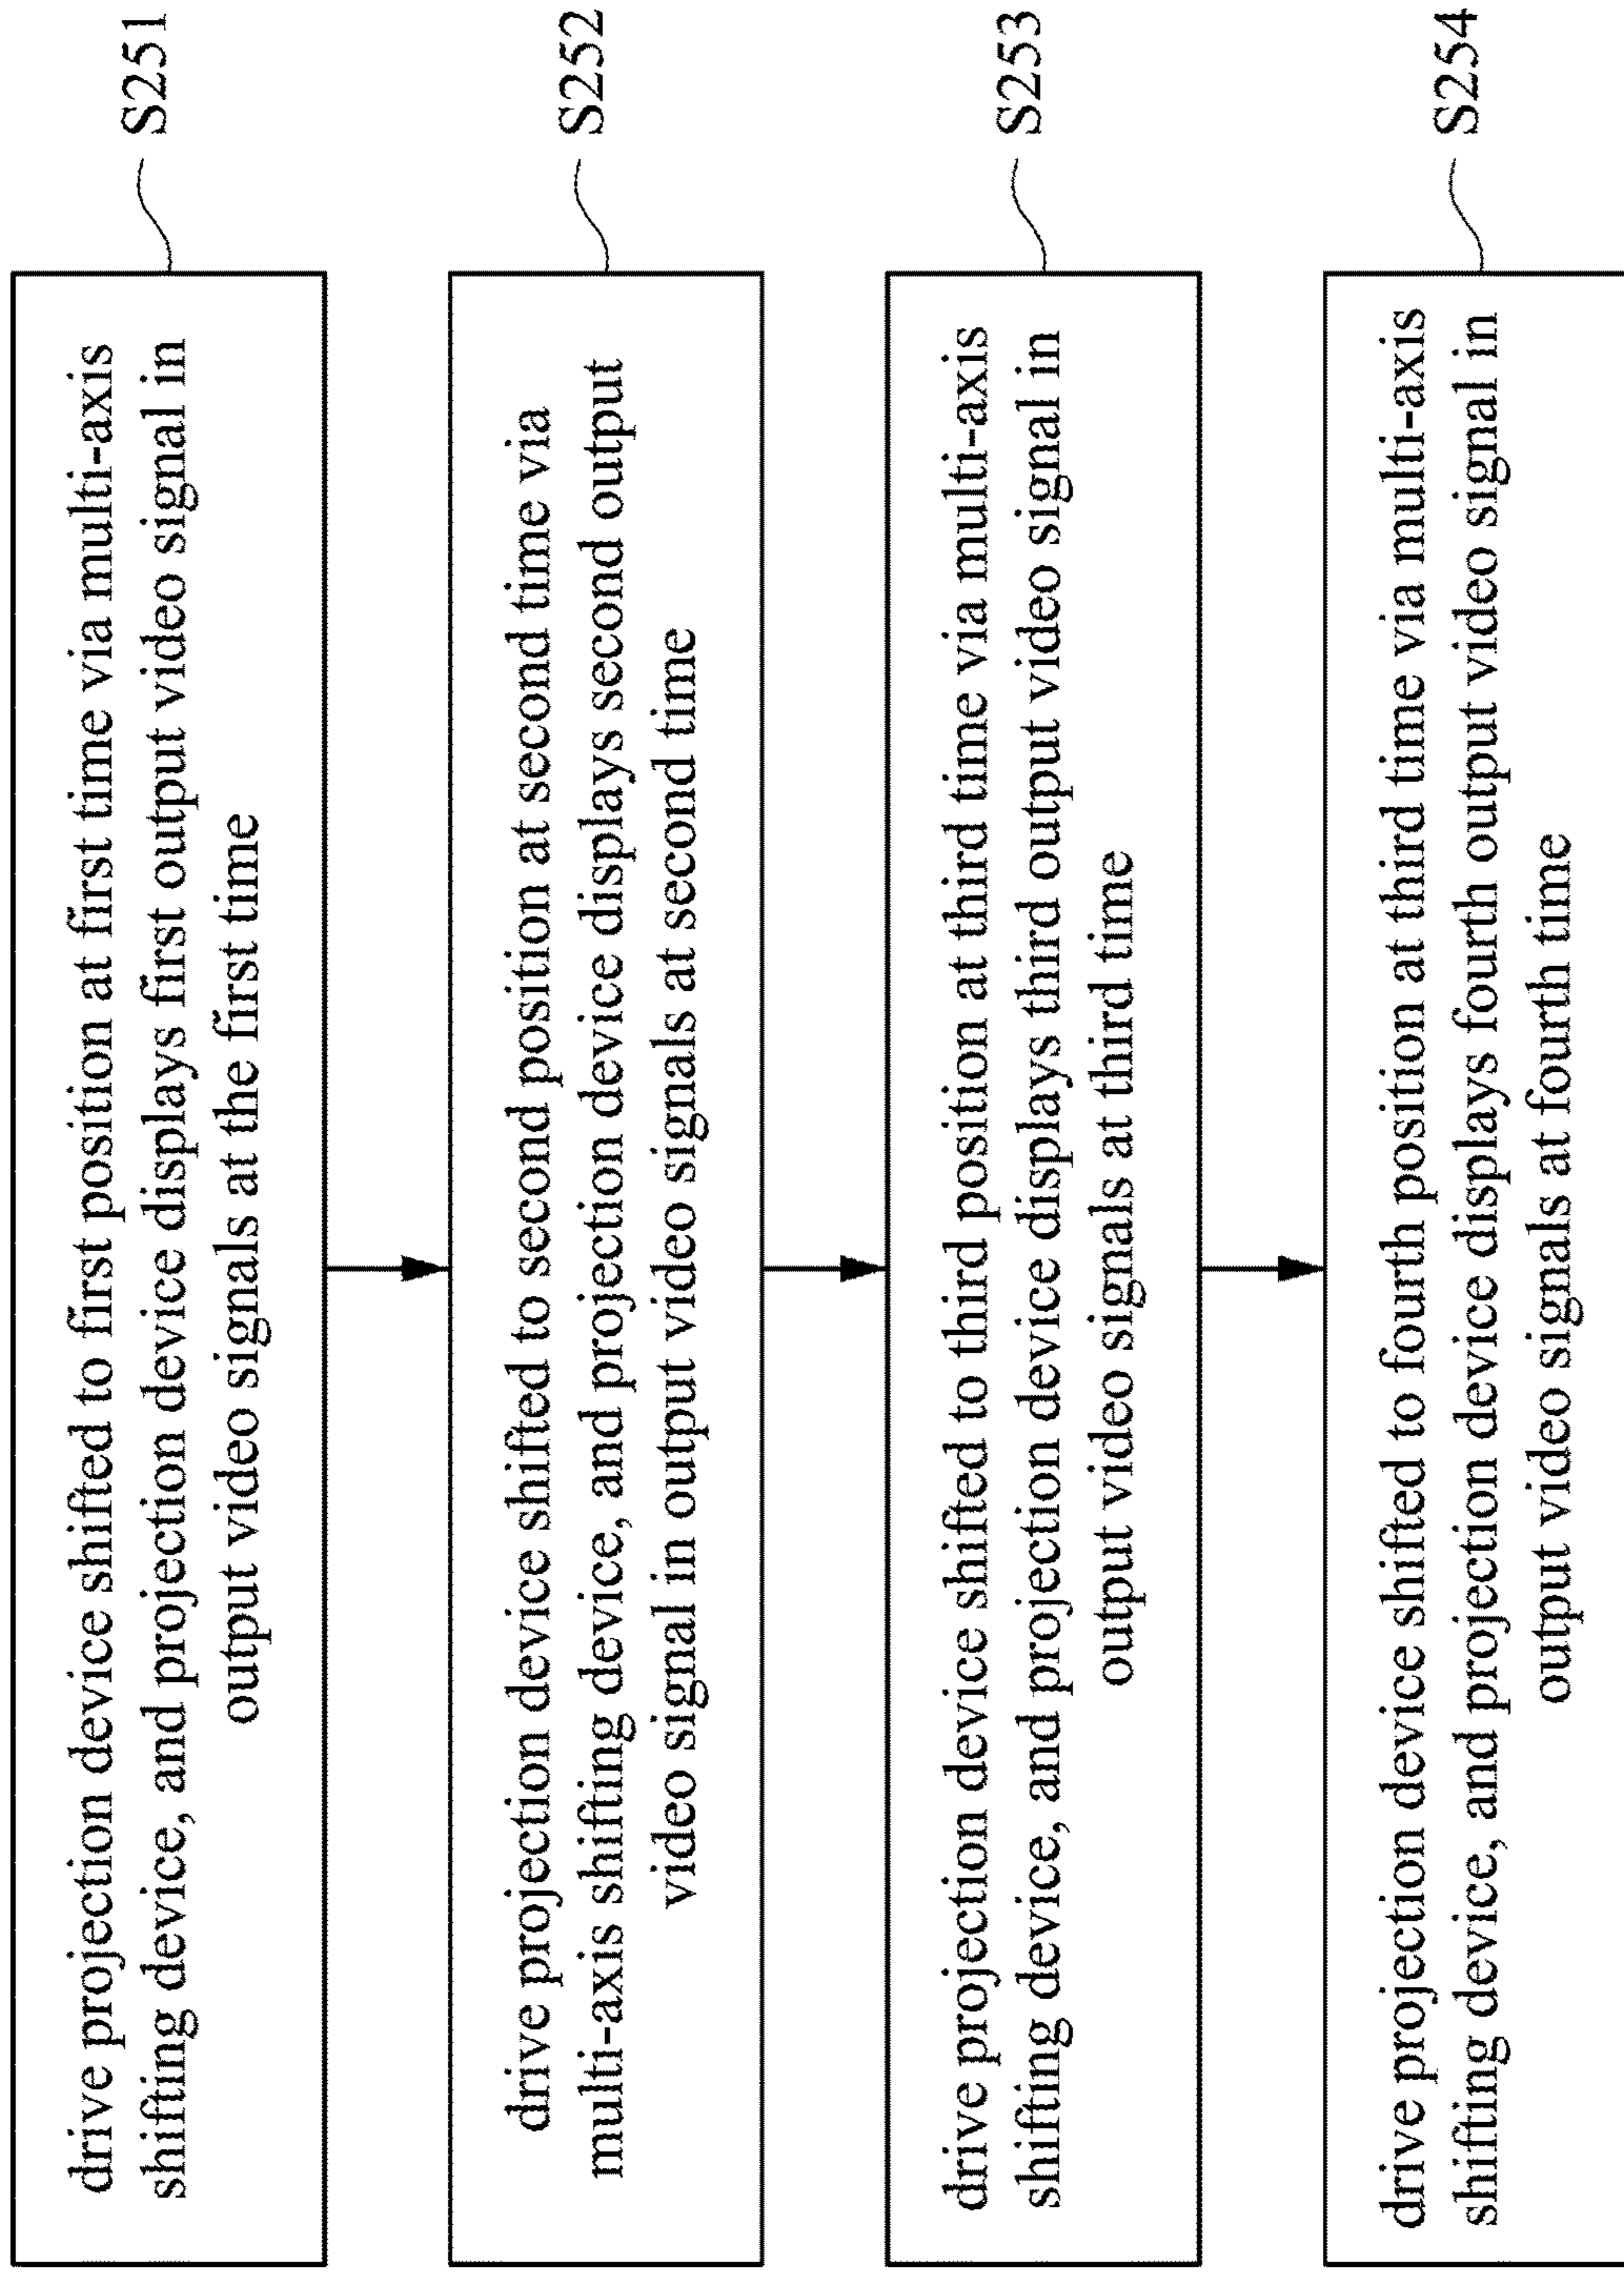 drive projection device shifted to first position at first time via multi-axis
shifting device, and projection device displays first output video signal in
output video signals at the first time
S251
drive projection device shifted to second position at second time via
multi-axis shifting device, and projection device displays second output
video signal in output video signals at second time
S252
drive projection device shifted to third position at third time via multi-axis
shifting device, and projection device displays third output video signal in
output video signals at third time
S253
drive projection device shifted to fourth position at third time via multi-axis
shifting device, and projection device displays fourth output video signal in
output video signals at fourth time
S254